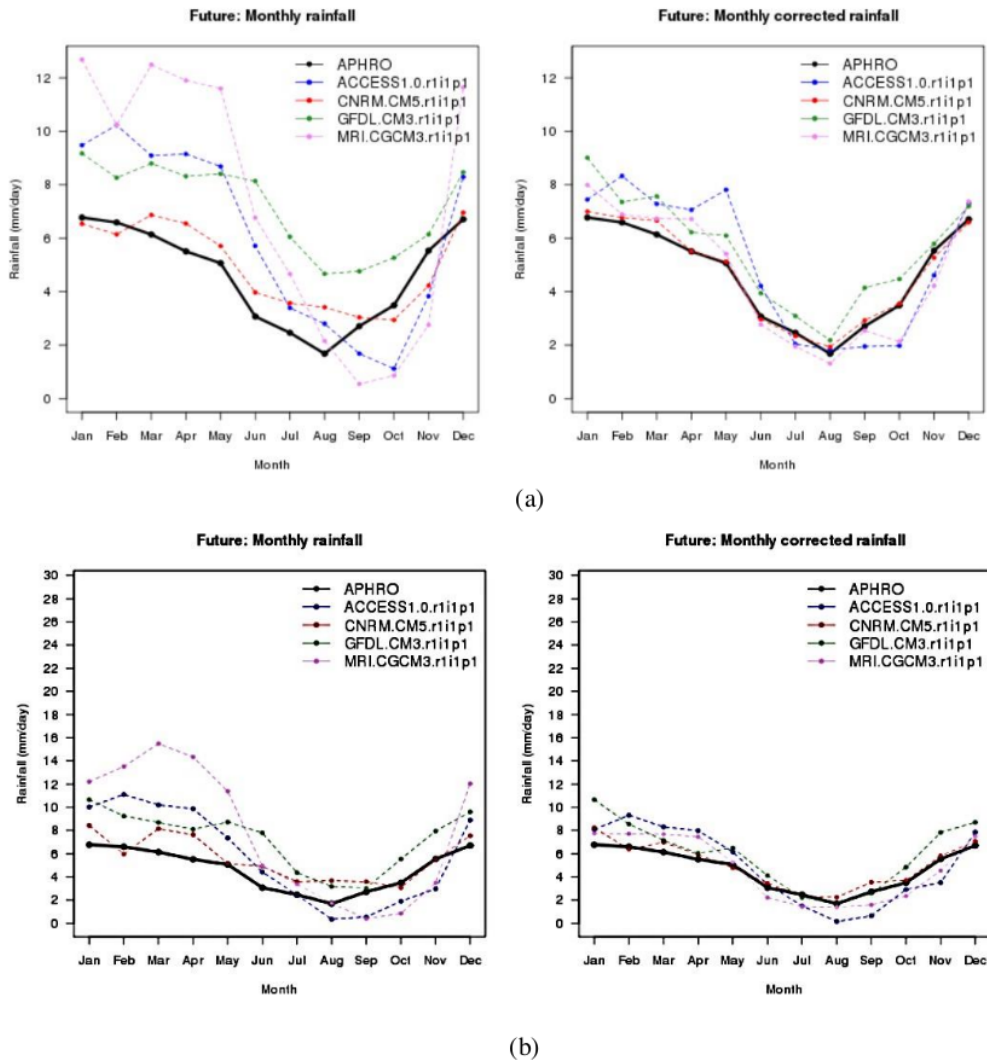 Future: Monthly rainfall
Rainfall (mm/day)
12
10
8
6
4
2
0
APHRO
ACCESS1.0.r1i1p1
CNRM.CM5.r1i1p1
GFDL.CM3.r1i1p1
MRI.CGCM3.r1i1p1
Jan Feb Mar Apr May Jun Jul Aug Sep Oct Nov Dec
Month
Future: Monthly corrected rainfall
Rainfall (mm/day)
12
10
8
6
4
2
0
APHRO
ACCESS1.0.r1i1p1
CNRM.CM5.r1i1p1
GFDL.CM3.r1i1p1
MRI.CGCM3.r1i1p1
Jan Feb Mar Apr May Jun Jul Aug Sep Oct Nov Dec
Month
(a)
Future: Monthly rainfall
Rainfall (mm/day)
30
28
26
24
22
20
18
16
14
12
10
8
6
4
2
0
APHRO
ACCESS1.0.r1i1p1
CNRM.CM5.r1i1p1
GFDL.CM3.r1i1p1
MRI.CGCM3.r1i1p1
Jan Feb Mar Apr May Jun Jul Aug Sep Oct Nov Dec
Month
Future: Monthly corrected rainfall
Rainfall (mm/day)
30
28
26
24
22
20
18
16
14
12
10
8
6
4
2
0
APHRO
ACCESS1.0.r1i1p1
CNRM.CM5.r1i1p1
GFDL.CM3.r1i1p1
MRI.CGCM3.r1i1p1
Jan Feb Mar Apr May Jun Jul Aug Sep Oct Nov Dec
Month
(b)